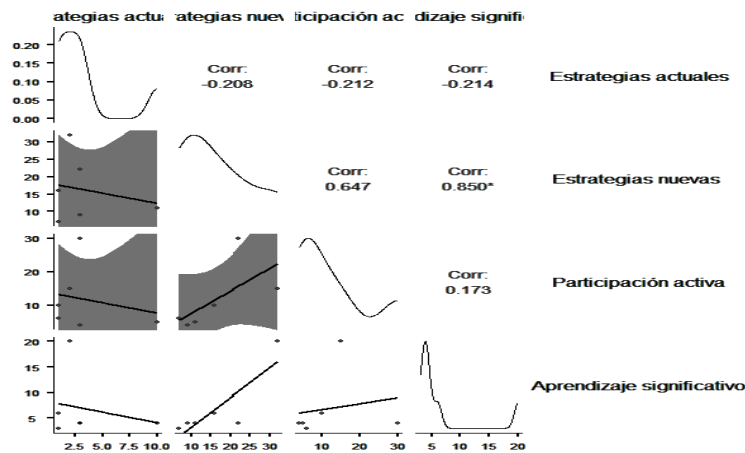 ategias actua ategias nuev ticipación ac dizaje signific
0.20
0.15
0.10
0.05
0.00
Corr:
-0.208
Corr:
-0.212
Corr:
-0.214
Estrategias actuales
30
25
20
15
10
Corr:
0.647
Corr:
0.850*
Estrategias nuevas
30
20
10
Corr:
0.173
Participación activa
20
15
10
5
Aprendizaje significativo
2.5 5.0 7.5 10.0 10 15 20 25 30 10 20 30 5 10 15 20